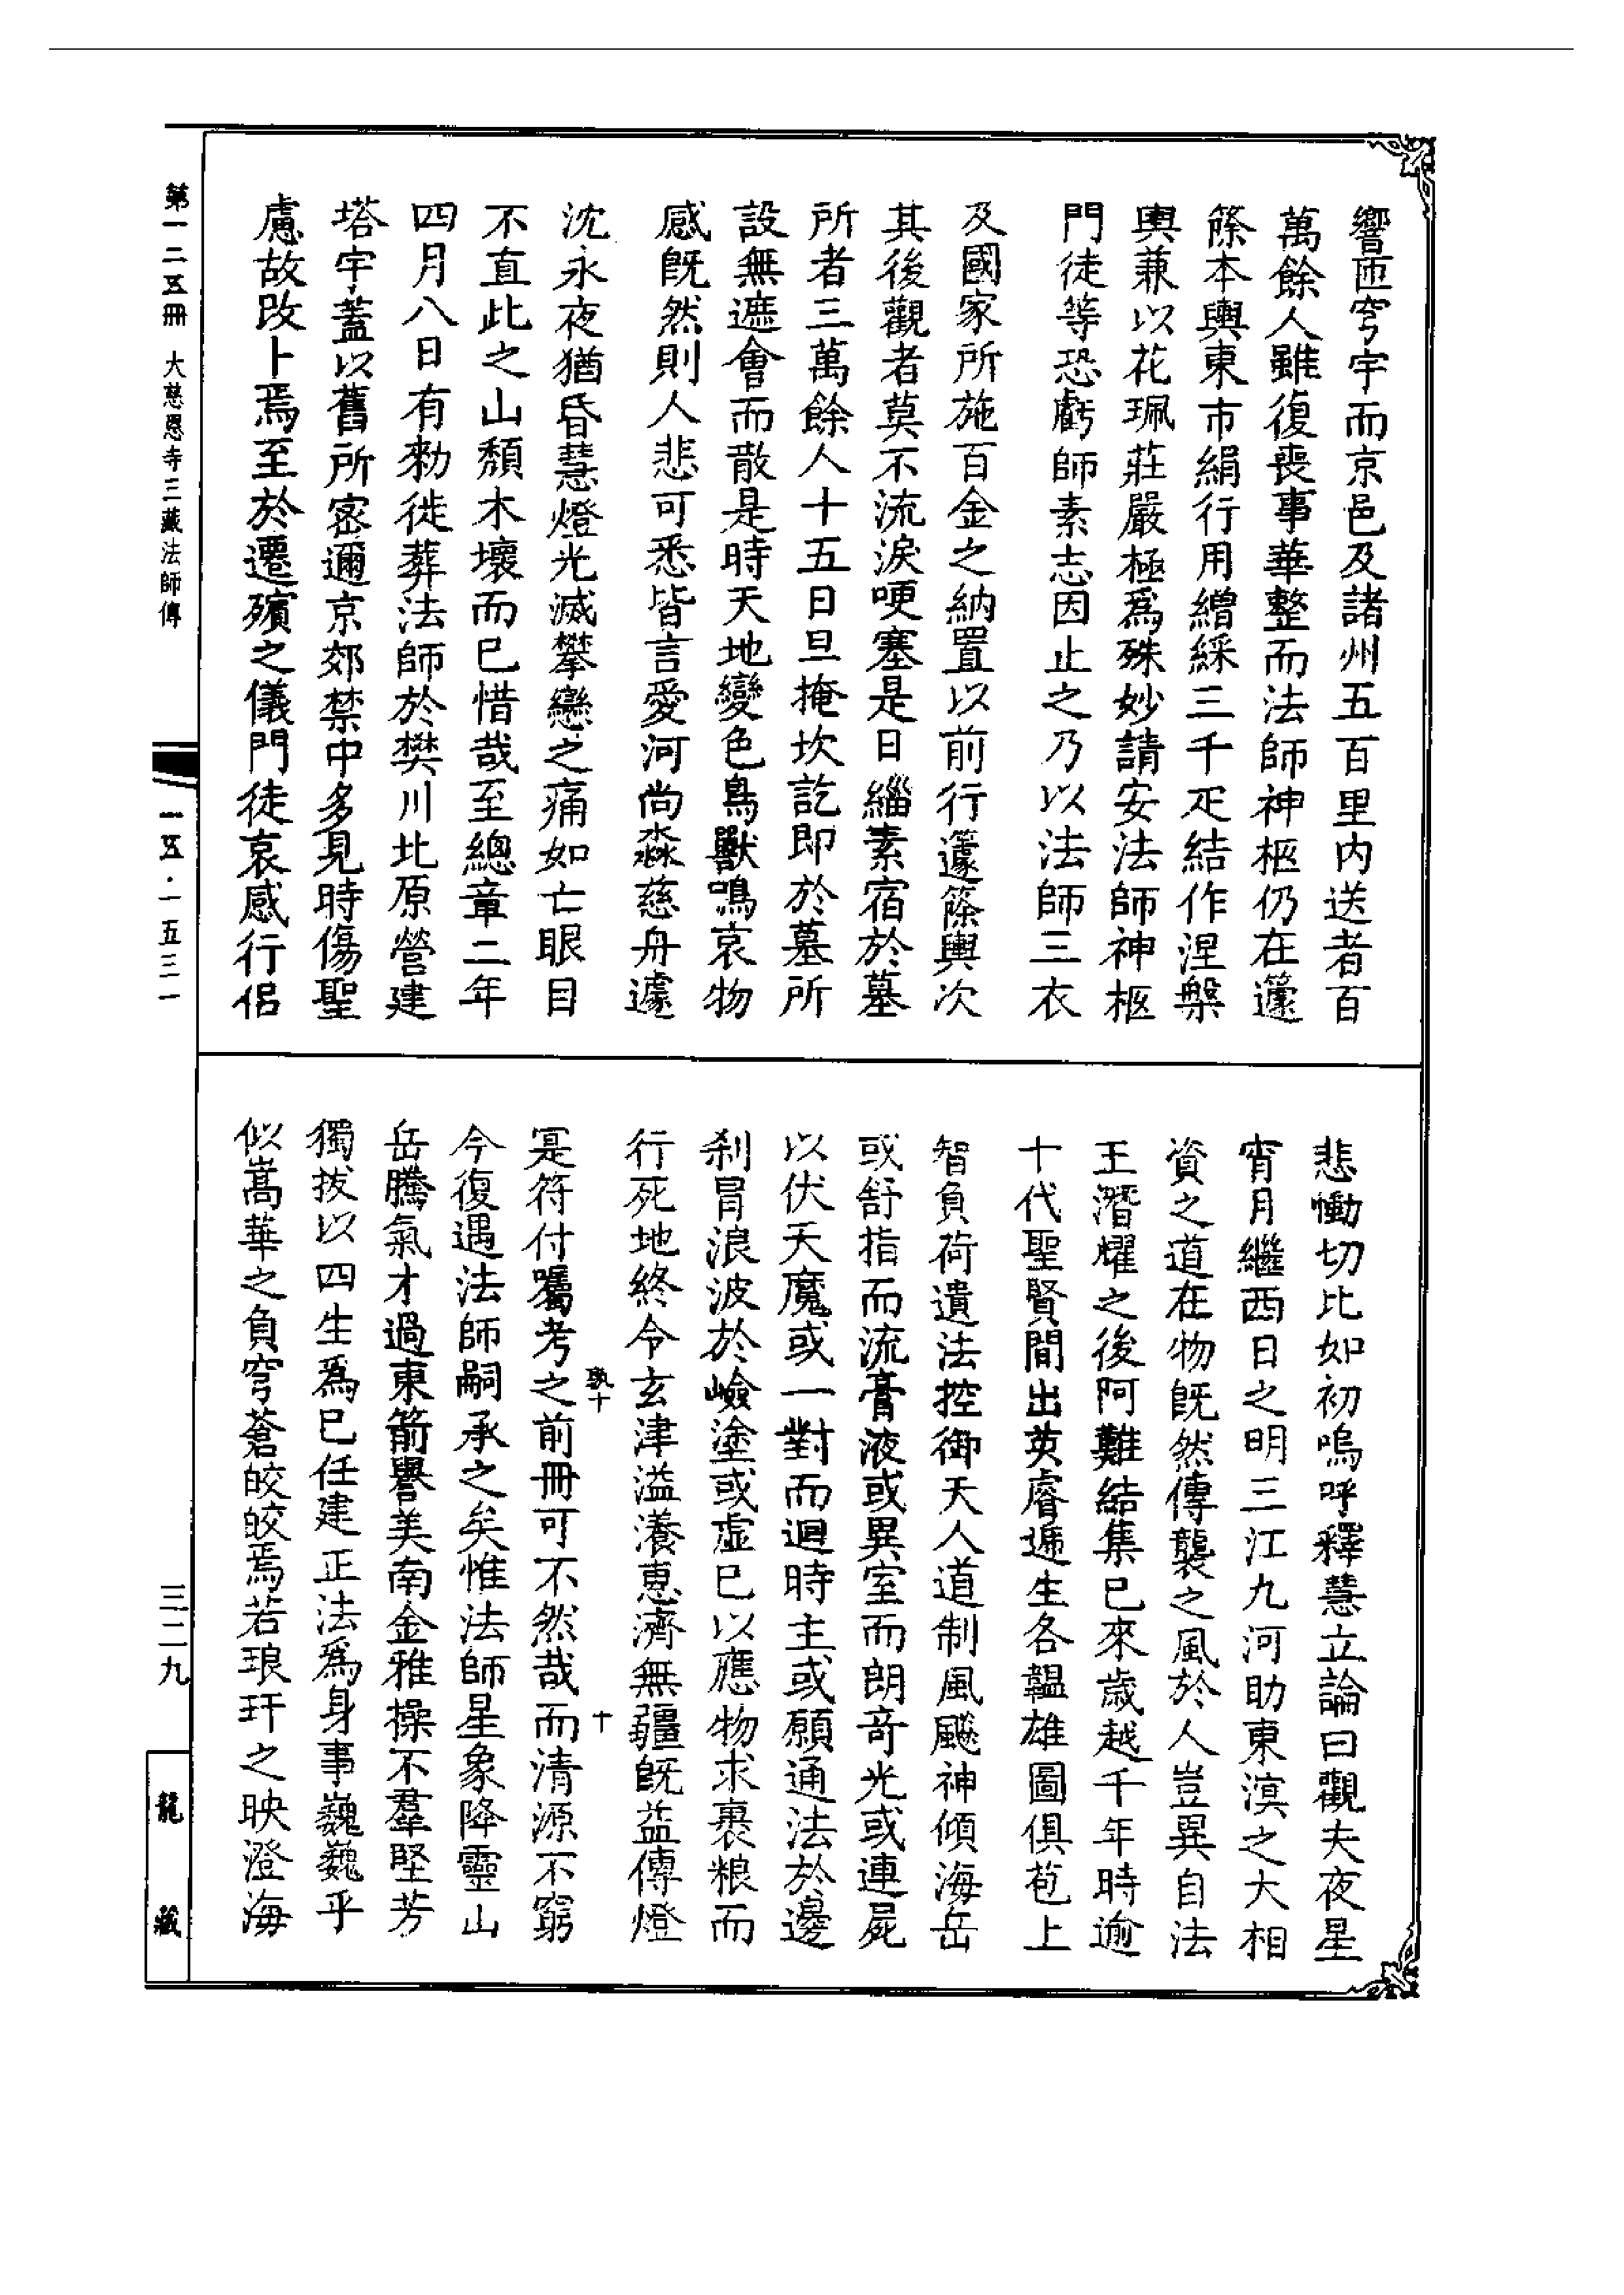 響匝穹宇而京邑及諸州五百里内送者百
萬餘人雖復喪事華整而法師神柩仍在籧
篨本輿東市絹行用繒綵三千疋結作涅槃
輿兼以花珮莊嚴極爲殊妙請安法師神柩
門徒等恐虧師素志因止之乃以法師三衣
及國家所施百金之納置以前行籧篨輿次
其後觀者莫不流淚哽塞是日緇素宿於墓
所者三萬餘人十五日旦掩坎訖即於墓所
設無遮會而散是時天地變色鳥獸鳴哀物
感旣然則人悲可悉皆言愛河尚淼慈舟遽
沈永夜猶昏慧燈光滅攀戀之痛如亡眼目
不直此之山頹木壞而已惜哉至總章二年
四月八日有勑徙葬法師於樊川北原營建
塔宇蓋以舊所密邇京郊禁中多見時傷聖
慮故改卜焉至於遷殯之儀門徒哀感行侣
悲慟切比如初嗚呼釋慧立論曰觀夫夜星
宵月繼西日之明三江九河助東溟之大相
資之道在物旣然傳襲之風於人豈異自法
王潛耀之後阿難結集已來歲越千年時逾
十代聖賢間出英睿遞生各韞雄圖俱苞上
智負荷遺法控御天人道制風飈神傾海岳
或舒指而流膏液或異室而朗奇光或連屍
以伏天魔或一對而迴時主或願通法於邊
刹冒浪波於嶮塗或虛已以應物求裹粮而
行死地終令玄津溢瀁惠濟無疆旣益傳燈
寔符付囑考之前冊可不然哉而清源不窮
孰十
十
今復遇法師嗣承之矣惟法師星象降靈山
岳騰氣才過東箭譽美南金雅操不羣堅芳
獨拔以四生爲已任建正法爲身事巍巍乎
似嵩華之負穹蒼皎皎焉若琅玕之映澄海
第一二五冊 大慈恩寺三藏法師傳
一五·一五三一
三二九
龍藏